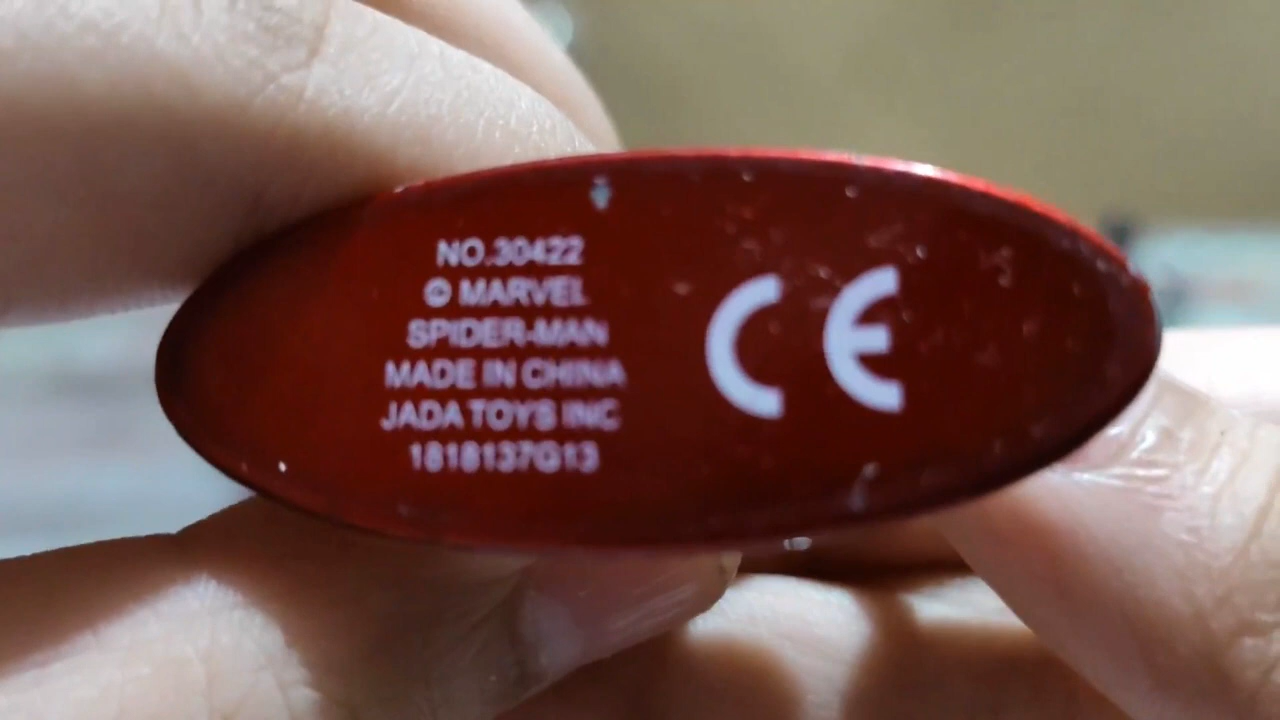 NO.30422
© MARVEL
SPIDER-MAN
MADE IN CHINA
JADA TOYS INC
1818137G13
CE